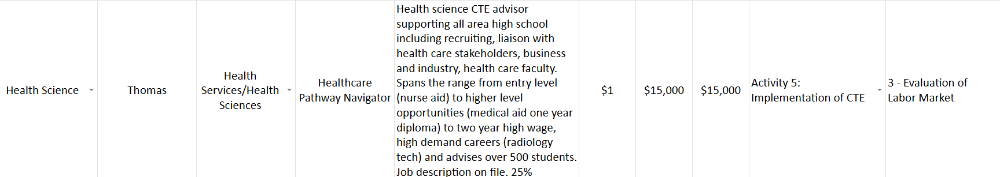 Health Science
Thomas
Health
Services/Health
Sciences
Healthcare
Pathway Navigator
Health science CTE advisor
supporting all area high school
including recruiting, liaison with
health care stakeholders, business
and industry, health care faculty.
Spans the range from entry level
(nurse aid) to higher level
opportunities (medical aid one year
diploma) to two year high wage,
high demand careers (radiology
tech) and advises over 500 students.
Job description on file. 25%
$1
$15,000
$15,000
Activity 5:
Implementation of CTE
3 - Evaluation of
Labor Market